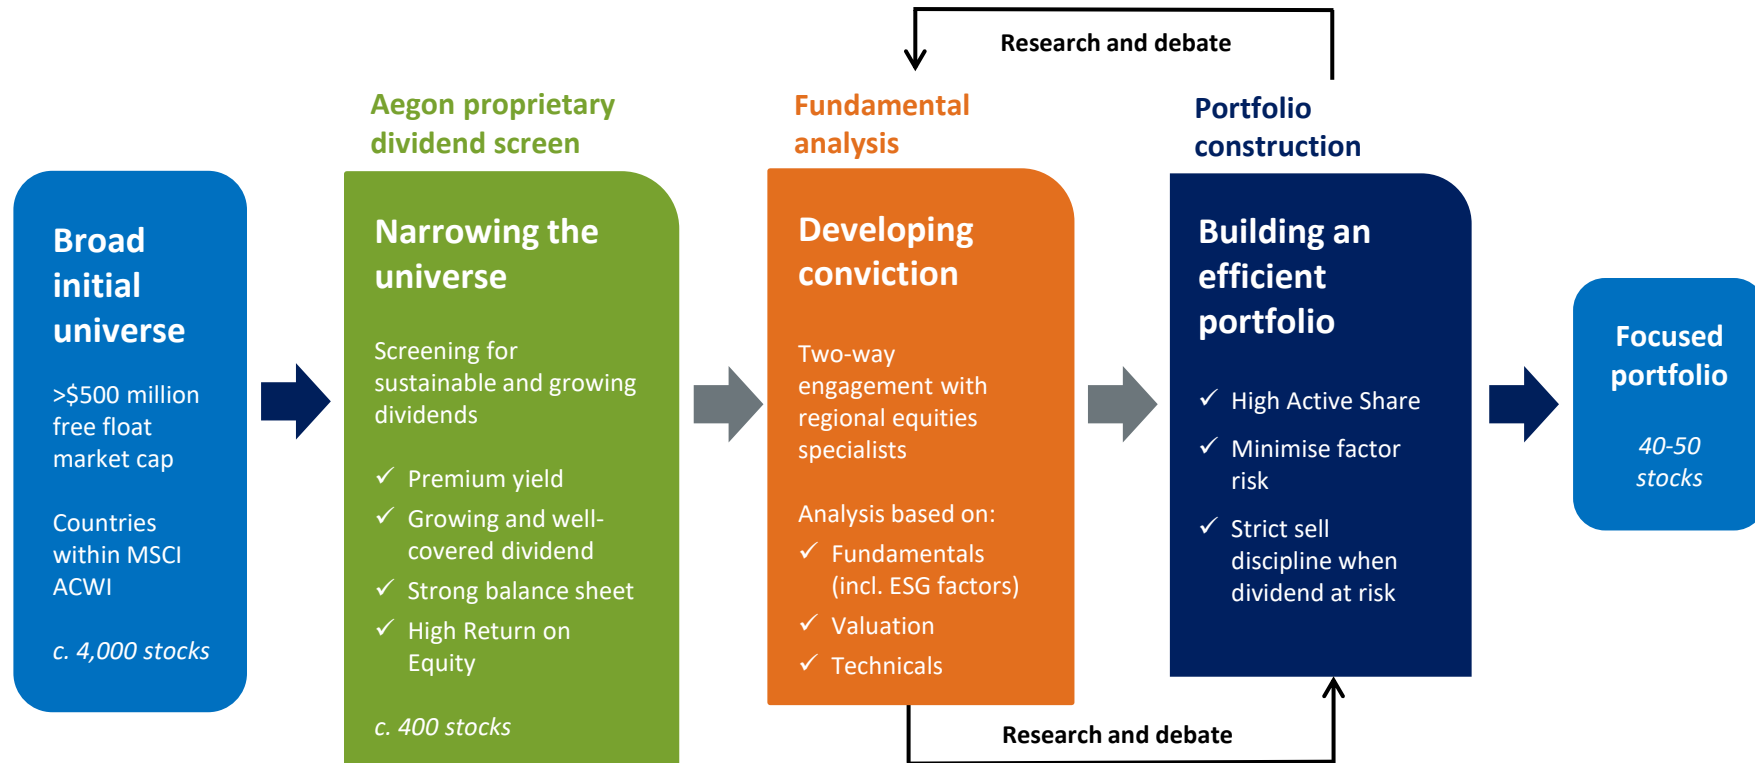 Research and debate
Aegon proprietary
dividend screen
Fundamental
analysis
Portfolio
construction
Broad
initial
universe
>$500 million
free float
market cap
Countries
within MSCI
ACWI
c. 4,000 stocks
Narrowing the
universe
Screening for
sustainable and growing
dividends
✓ Premium yield
✓ Growing and well-
covered dividend
✓ Strong balance sheet
✓ High Return on
Equity
c. 400 stocks
Developing
conviction
Two-way
engagement with
regional equities
specialists
Analysis based on:
✓ Fundamentals
(incl. ESG factors)
✓ Valuation
✓ Technicals
Building an
efficient
portfolio
✓ High Active Share
✓ Minimise factor
risk
✓ Strict sell
discipline when
dividend at risk
Focused
portfolio
40-50
stocks
Research and debate